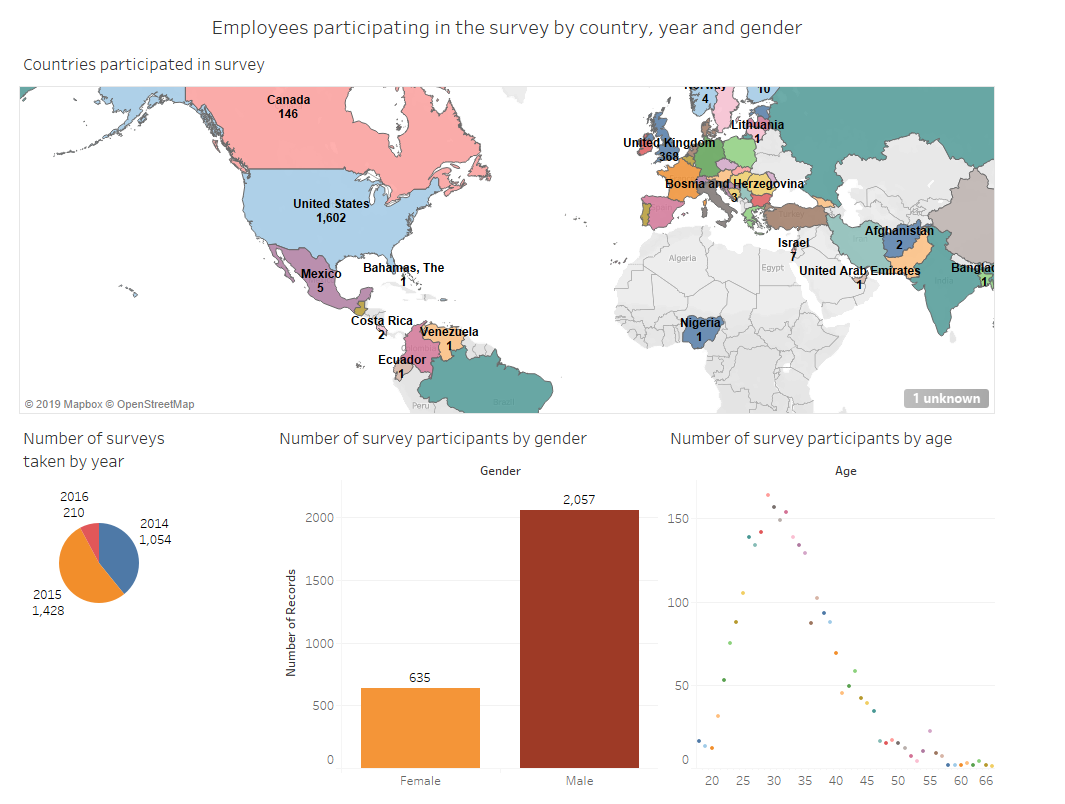 Employees participating in the survey by country, year and gender
Countries participated in survey
Canada
146
4
10
Lithuania
1
United Kingdom
368
United States
1,602
Bosnia and Herzegovina
3
Turkey
Afghanistan
2
Israel
7
Algeria
Egypt
United Arab Emirates
1
Banglad
1
India
Mexico
5
Bahamas, The
1
Costa Rica
2
Venezuela
1
Nigeria
1
Ecuador
1
Peru
Brazil
© 2019 Mapbox © OpenStreetMap
1 unknown
Number of surveys
taken by year
2016
210
2014
1,054
2015
1,428
Number of survey participants by gender
Gender
Number of Records
2000
1500
1000
500
0
635
2,057
Female
Male
Number of survey participants by age
Age
150
100
50
0
20 25 30 35 40 45 50 55 60 66